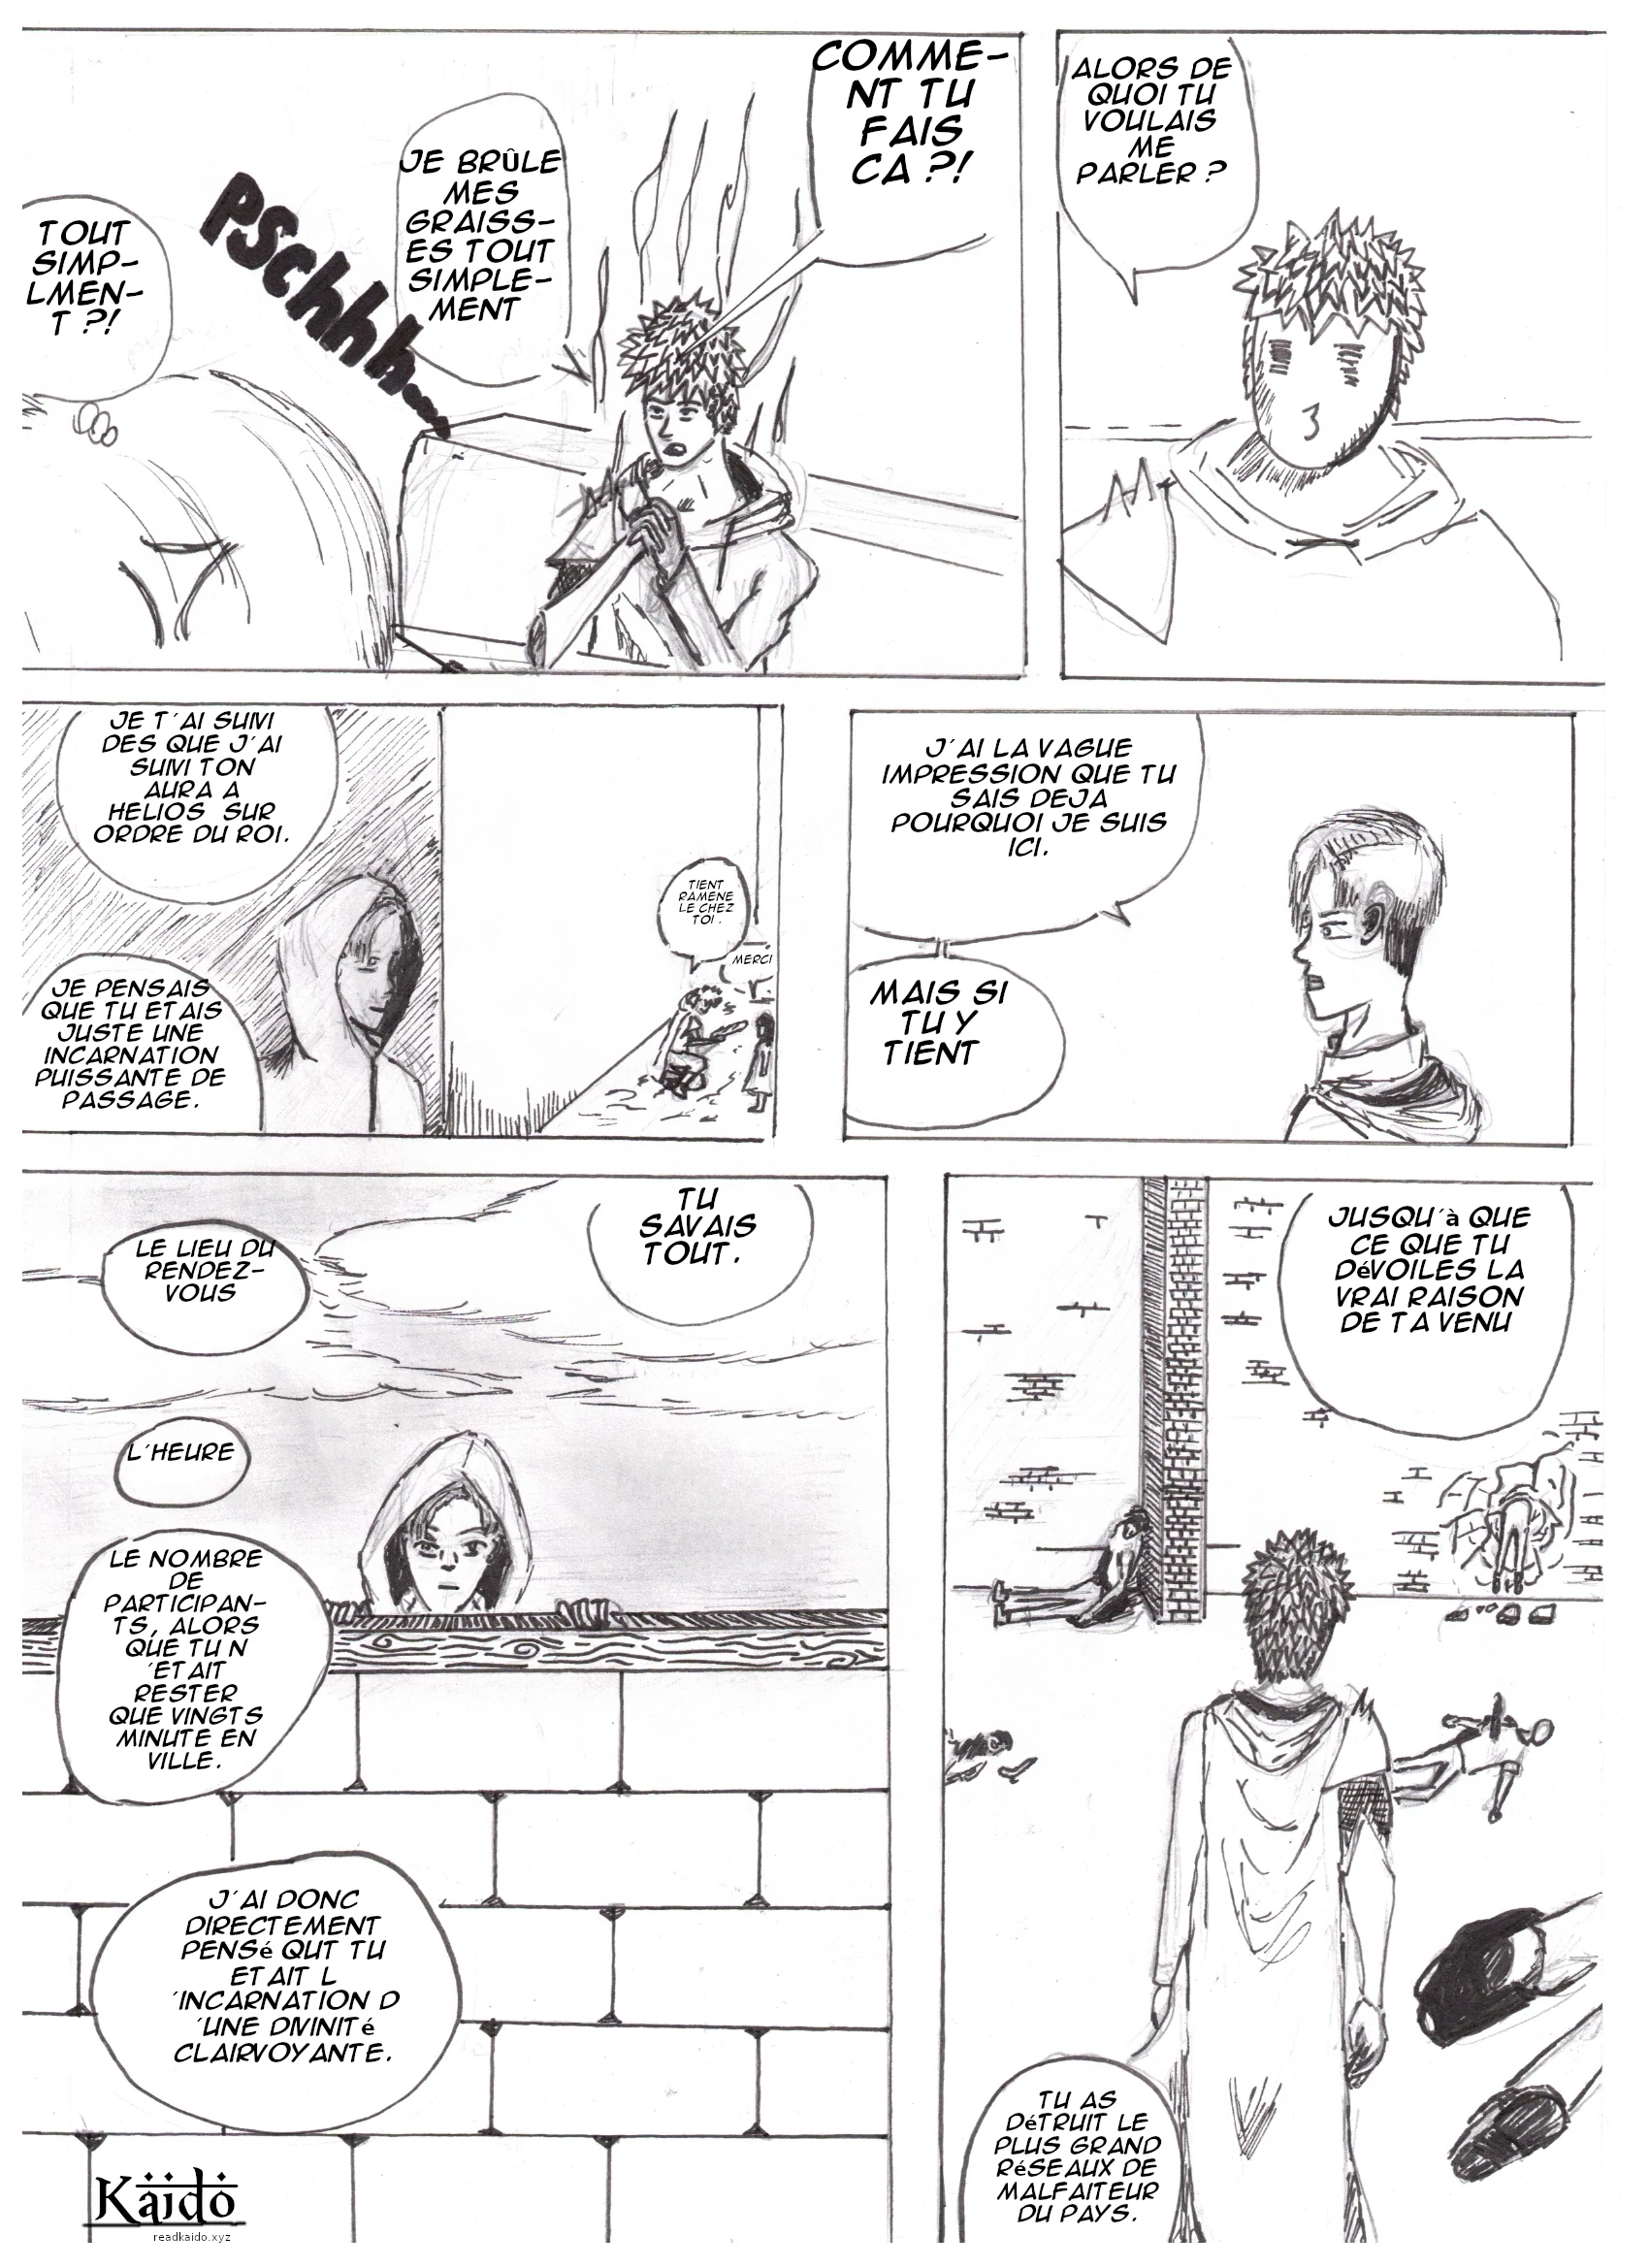 COMME-
NT TU
FAIS
CA ?!
JE BRÛLE
MES
GRAISS-
ES TOUT
SIMPLE-
MENT
PSchhh...
TOUT
SIMP-
LMEN-
T ?!
ALORS DE
QUOI TU
VOULAIS
ME
PARLER ?
JE T'AI SUIVI
DES QUE J'AI
SUIVI TON
AURA A
HELIOS SUR
ORDRE DU ROI.
JE PENSAIS
QUE TU ETAIS
JUSTE UNE
INCARNATION
PUISSANTE DE
PASSAGE.
TIENT
RAMENE
LE CHEZ
TOI.
MERCI
J'AI LA VAGUE
IMPRESSION QUE TU
SAIS DEJA
POURQUOI JE SUIS
ICI.
MAIS SI
TU Y
TIENT
TU
SAVAIS
TOUT.
LE LIEU DU
RENDEZ-
VOUS
L'HEURE
LE NOMBRE
DE
PARTICIPAN-
TS, ALORS
QUE TU N
'ETAIT
RESTER
QUE VINGTS
MINUTE EN
VILLE.
J'AI DONC
DIRECTEMENT
PENSé QUT TU
ETAIT L
'INCARNATION D
'UNE DIVINITé
CLAIRVOYANTE.
JUSQU'à QUE
CE QUE TU
DéVOILES LA
VRAI RAISON
DE TA VENU
TU AS
DéTRUIT LE
PLUS GRAND
RéSEAUX DE
MALFAITEUR
DU PAYS.
Kaido
readkaido.xyz